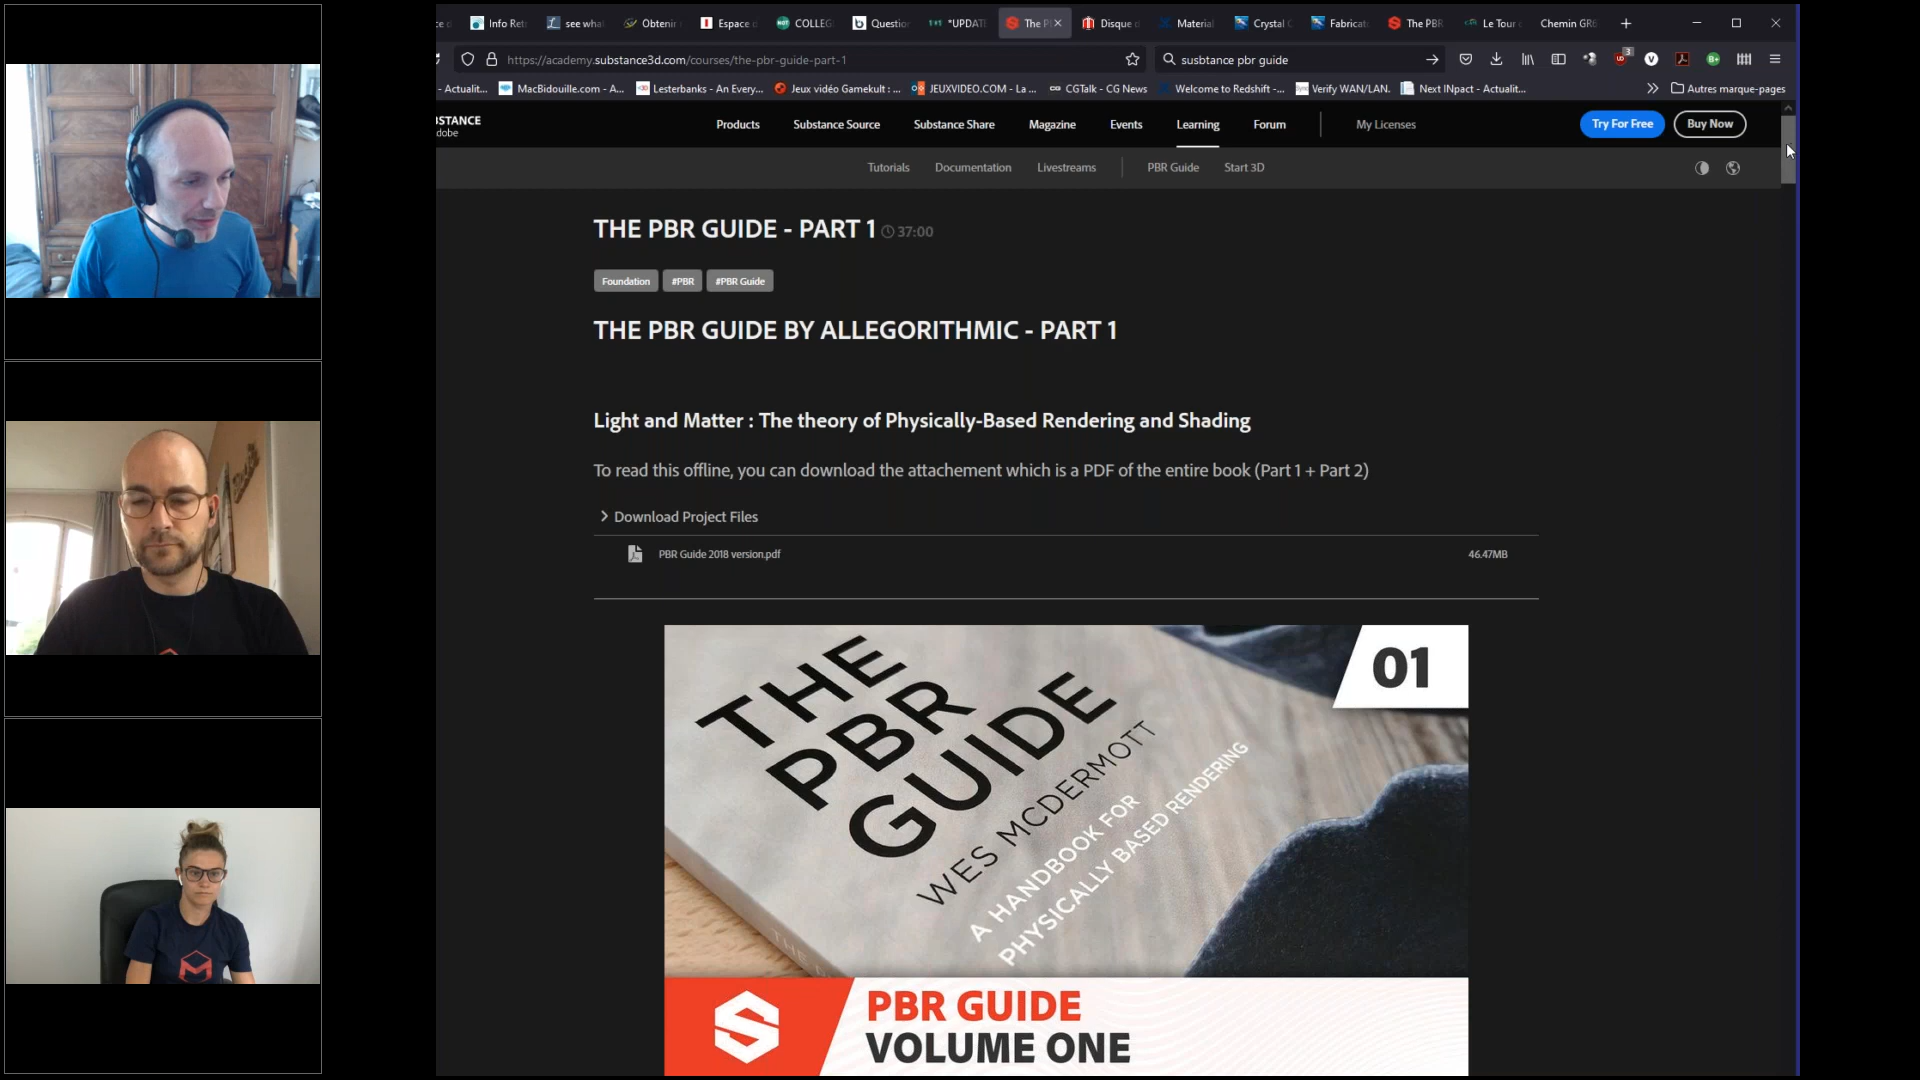 Info Ret
see what
Obtenir
Espace
COLLEG
Questio
*UPDAT
The P
Disque d
Material
Crystal
Fabricat
The PBR
Le Tour
Chemin GR
https://academy.substance3d.com/courses/the-pbr-guide-part-1
susbtance pbr guide
3
- Actualit...
MacBidouille.com - A...
Lesterbanks - An Every...
Jeux vidéo Gamekult : ...
JEUXVIDEO.COM - La ...
CGTalk - CG News
Welcome to Redshift -...
Verify WAN/LAN.
Next INpact - Actualit...
Autres marque-pages
BSTANCE
dobe
Products
Substance Source
Substance Share
Magazine
Events
Learning
Forum
My Licenses
Try For Free
Buy Now
Tutorials
Documentation
Livestreams
PBR Guide
Start 3D
THE PBR GUIDE - PART 1 37:00
Foundation
#PBR
#PBR Guide
THE PBR GUIDE BY ALLEGORITHMIC - PART 1
Light and Matter : The theory of Physically-Based Rendering and Shading
To read this offline, you can download the attachement which is a PDF of the entire book (Part 1 + Part 2)
Download Project Files
PBR Guide 2018 version.pdf
46.47MB
01
THE
PBR
GUIDE
WES MCDERMOTT
A HANDBOOK FOR
PHYSICALLY BASED RENDERING
PBR GUIDE
VOLUME ONE